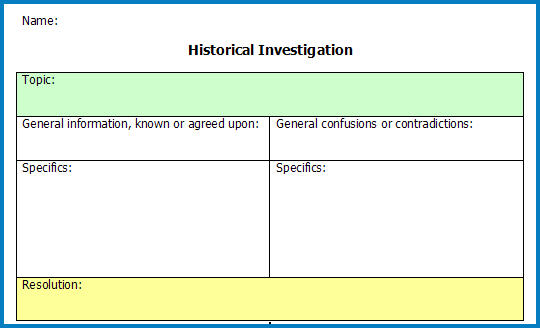 Name:
Historical Investigation
Topic:
General information, known or agreed upon:
General confusions or contradictions:
Specifics:
Specifics:
Resolution: